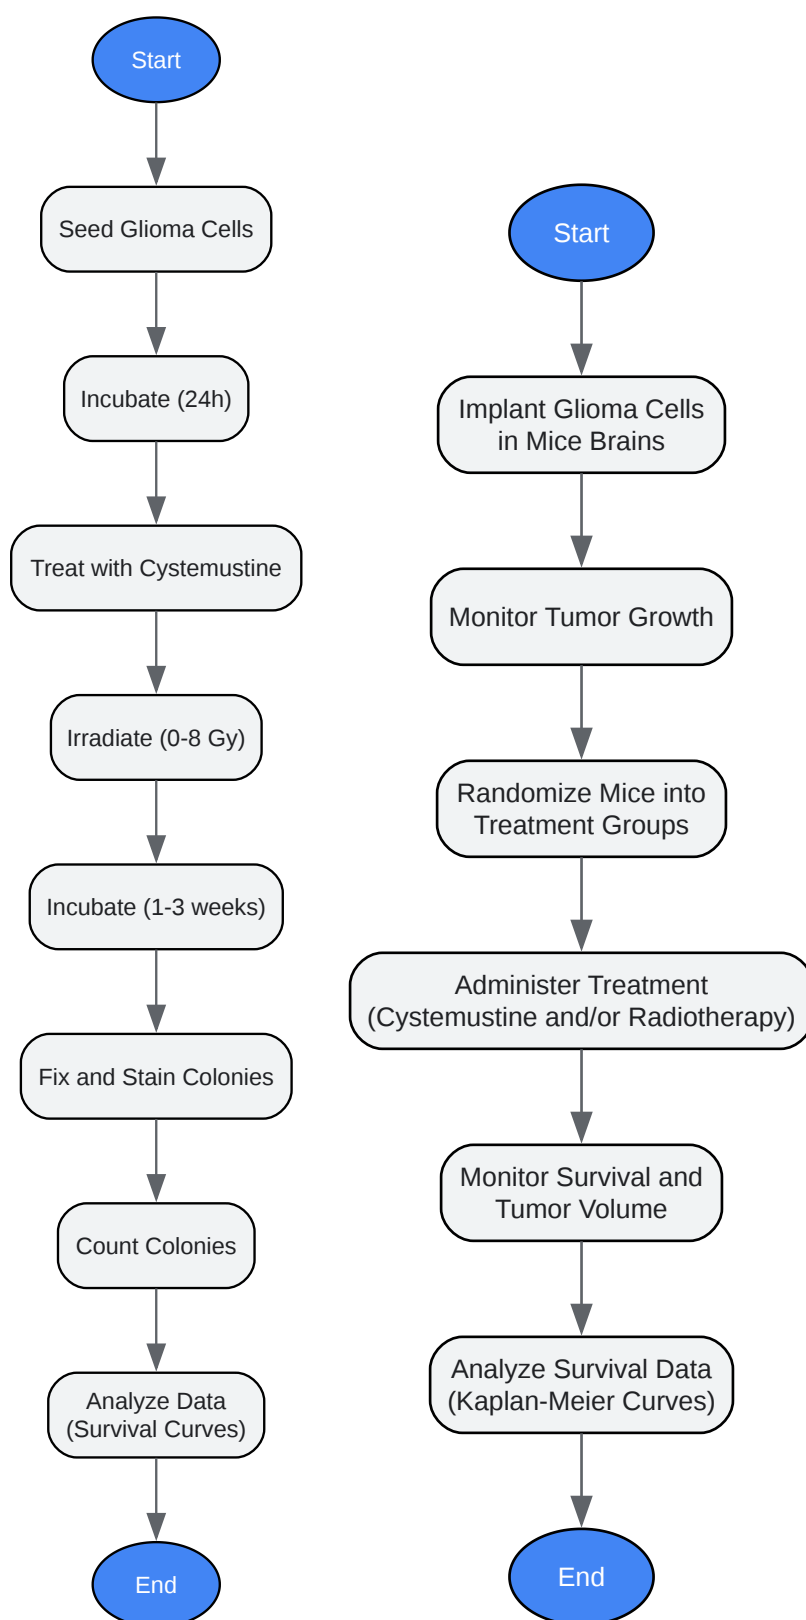 Start
Seed Glioma Cells
Incubate (24h)
Treat with Cystemustine
Irradiate (0-8 Gy)
Incubate (1-3 weeks)
Fix and Stain Colonies
Count Colonies
Analyze Data
(Survival Curves)
End
Start
Implant Glioma Cells
in Mice Brains
Monitor Tumor Growth
Randomize Mice into
Treatment Groups
Administer Treatment
(Cystemustine and/or Radiotherapy)
Monitor Survival and
Tumor Volume
Analyze Survival Data
(Kaplan-Meier Curves)
End